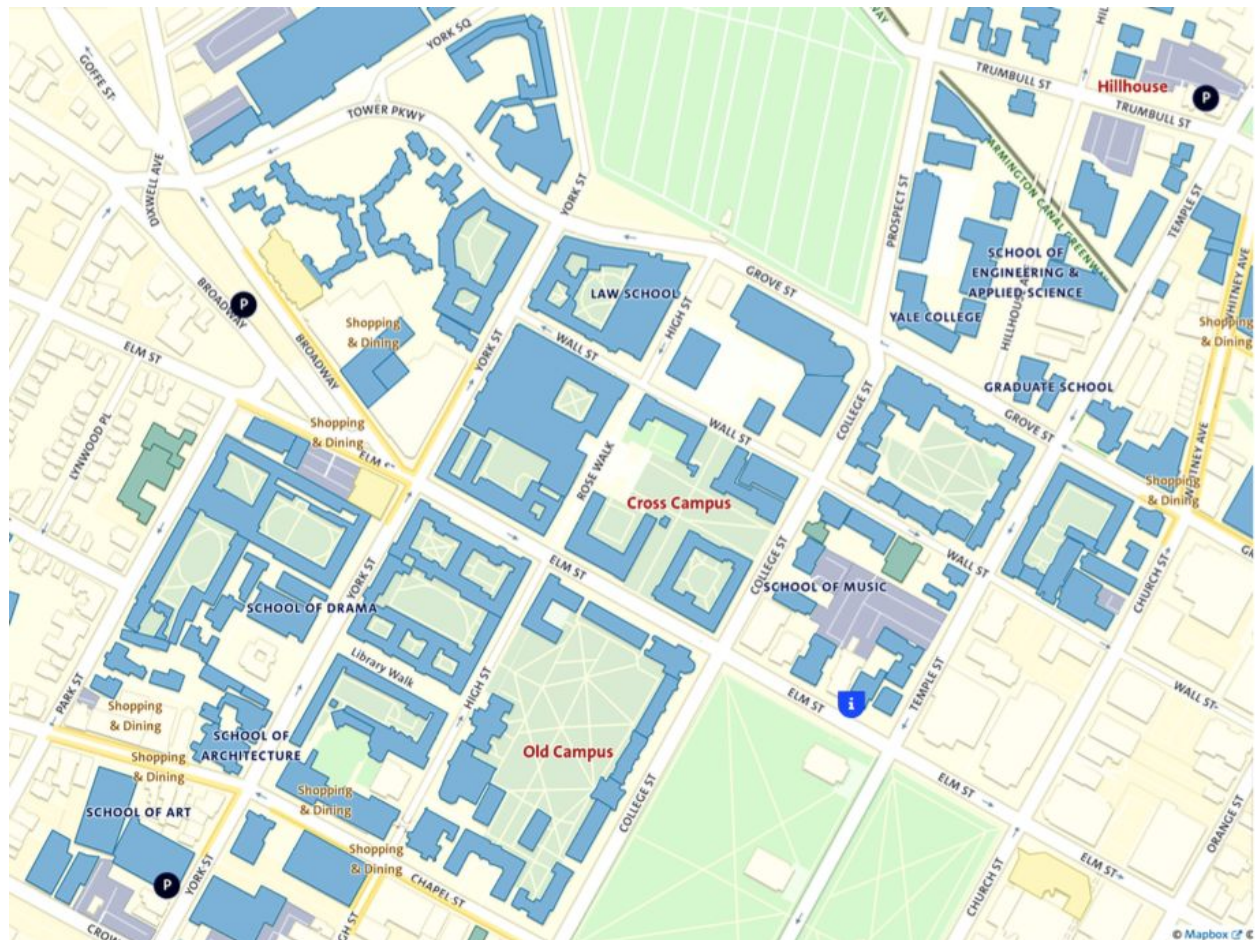 YORK SQ
GOFFE ST
TRUMBULL ST
Hillhouse
P
TRUMBULL ST
TOWER PKWY
DIXWELL AVE
YORK ST
PROSPECT ST
TEMPLE ST
SCHOOL OF
ENGINEERING &
APPLIED SCIENCE
WHITNEY AVE
GROVE ST
LAW SCHOOL
HIGH ST
P
BROADWAY
YALE COLLEGE
Shopping
& Dining
Shopping
& Dining
WALL ST
YORK ST
BROADWAY
ELM ST
GRADUATE SCHOOL
COLLEGE ST
WALL ST
GROVE ST
LYNWOOD PL
Shopping
& Dining
ELM
ROSE WALK
Cross Campus
WHITNEY AVE
Shopping
& Dining
ELM ST
COLLEGE ST
WALL ST
CHURCH ST
SCHOOL OF MUSIC
SCHOOL OF DRAMA
YORK ST
Library Walk
HIGH ST
PARK ST
TEMPLE ST
WALL ST
ELM ST
i
Shopping
& Dining
SCHOOL OF
ARCHITECTURE
Old Campus
Shopping
& Dining
Shopping
& Dining
ELM ST
COLLEGE ST
SCHOOL OF ART
ORANGE ST
Shopping
& Dining
YORK ST
P
CHAPEL ST
CHURCH ST
ELM ST
CROW
© Mapbox ©